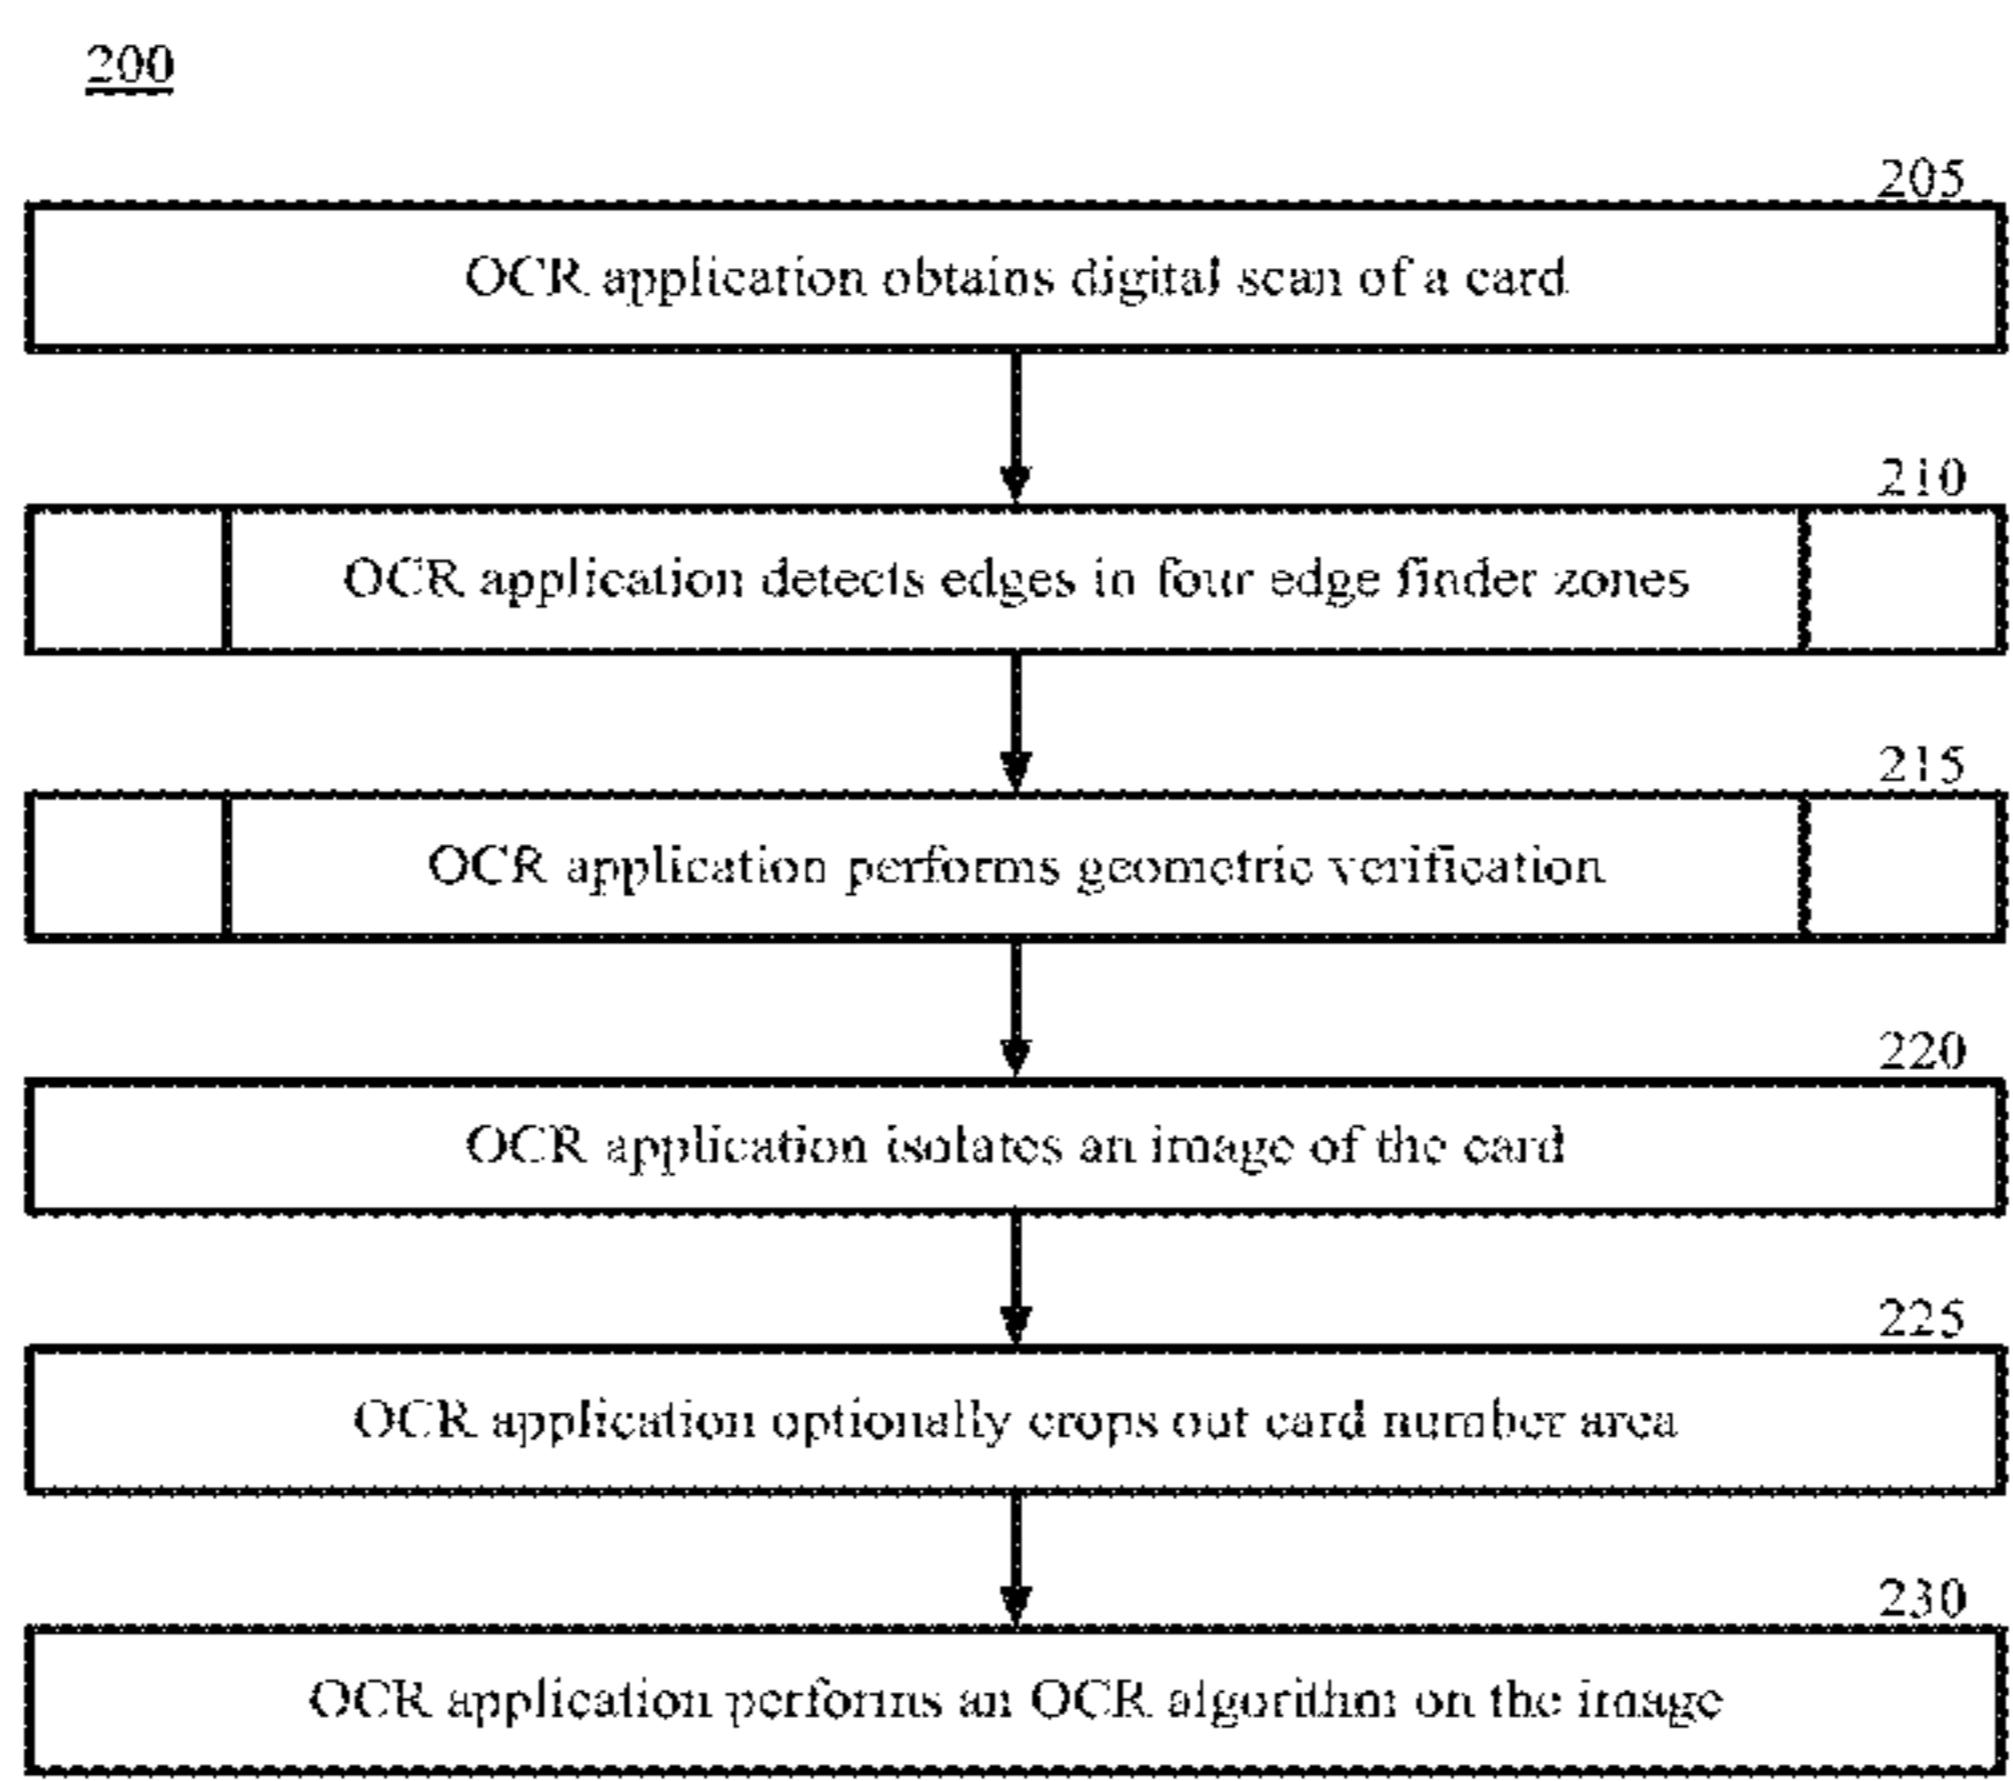 200
205
OCR application obtains digital scan of a card
210
OCR application detects edges in four edge finder zones
215
OCR application performs geometric verification
220
OCR application isolates an image of the card
225
OCR application optionally crops out card number area
230
OCR application performs an OCR algorithm on the image